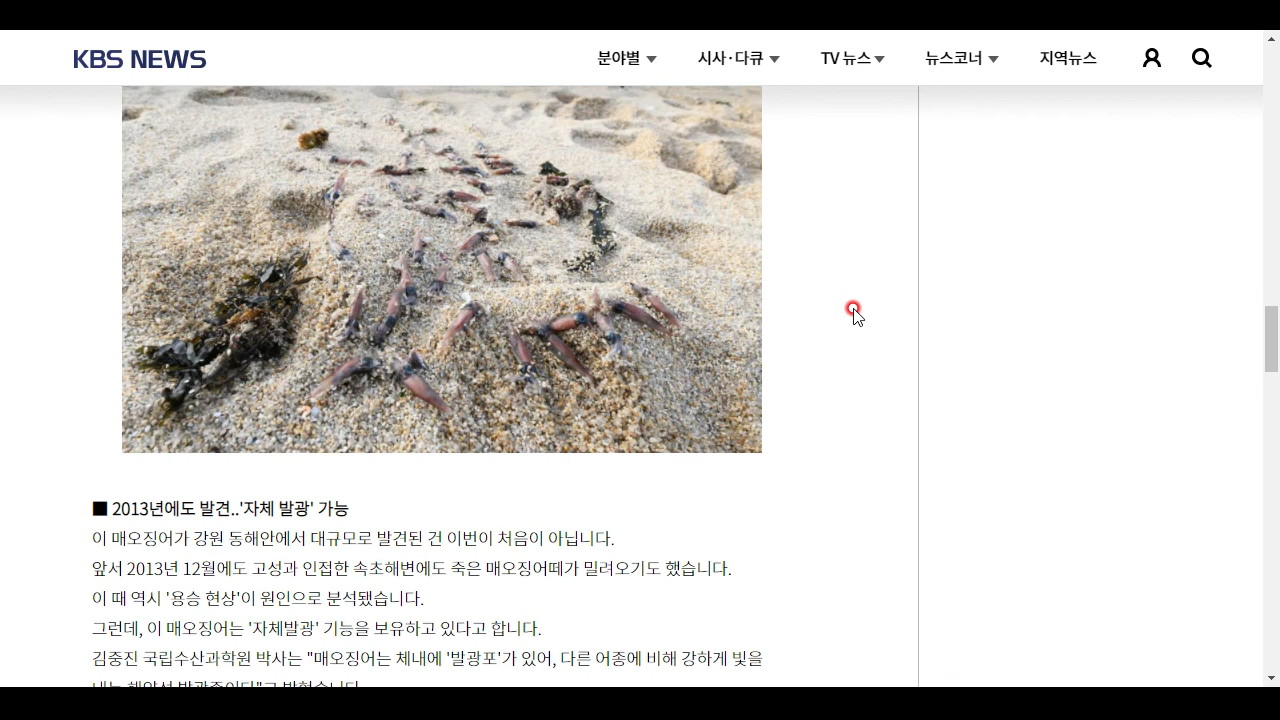 KBS NEWS
분야별
시사·다큐
TV 뉴스
뉴스코너
지역뉴스
■ 2013년에도 발견..'자체 발광' 가능
이 매오징어가 강원 동해안에서 대규모로 발견된 건 이번이 처음이 아닙니다.
앞서 2013년 12월에도 고성과 인접한 속초해변에도 죽은 매오징어떼가 밀려오기도 했습니다.
이 때 역시 '용승 현상'이 원인으로 분석됐습니다.
그런데, 이 매오징어는 '자체발광' 기능을 보유하고 있다고 합니다.
김중진 국립수산과학원 박사는 "매오징어는 체내에 '발광포'가 있어, 다른 어종에 비해 강하게 빛을